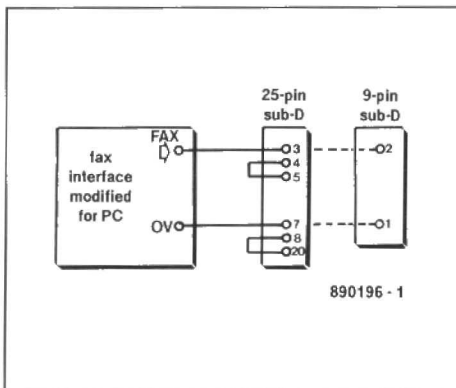 25-pin
sub-D
9-pin
sub-D
FAX
fax
interface
modified
for PC
0V
3
4
5
7
8
20
2
1
890196 - 1